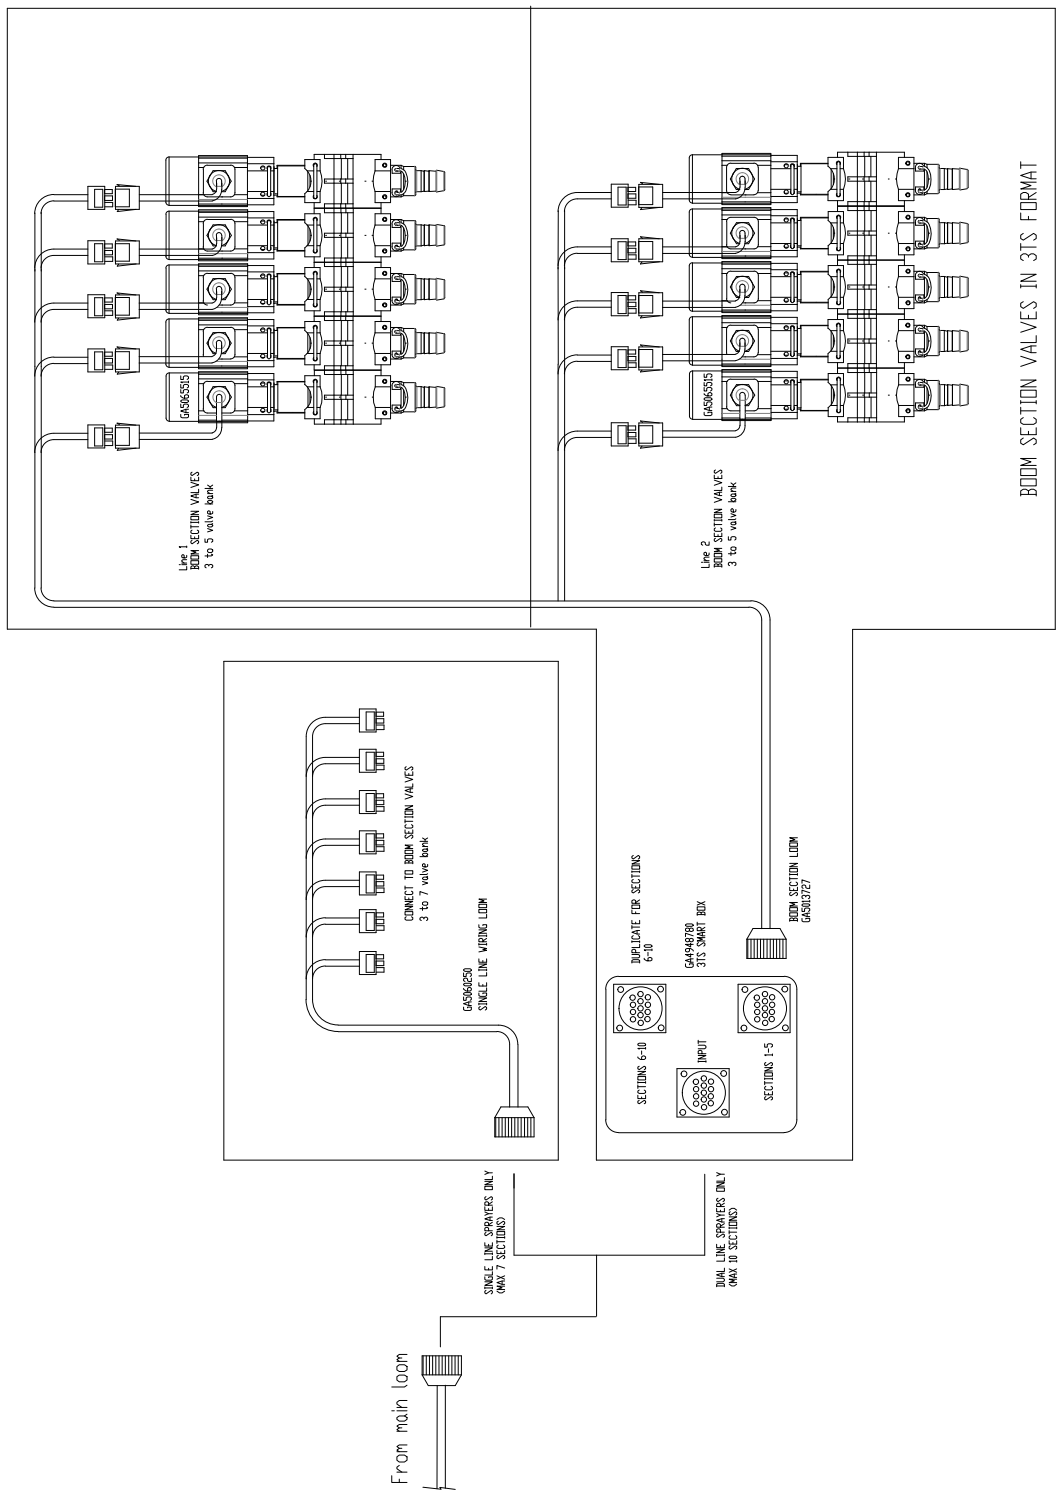 BOOM SECTION VALVES IN 3TS FORMAT
GA5065515
Line 1
BOOM SECTION VALVES
3 to 5 valve bank
GA5065515
Line 2
BOOM SECTION VALVES
3 to 5 valve bank
CONNECT TO BOOM SECTION VALVES
3 to 7 valve bank
GA5060250
SINGLE LINE WIRING LOOM
DUPLICATE FOR SECTIONS
6-10
GA4948780
3TS SMART BOX
BOOM SECTION LOOM
GA5013727
SECTIONS 6-10
INPUT
SECTIONS 1-5
SINGLE LINE SPRAYERS ONLY
(MAX 7 SECTIONS)
DUAL LINE SPRAYERS ONLY
(MAX 10 SECTIONS)
From main loom